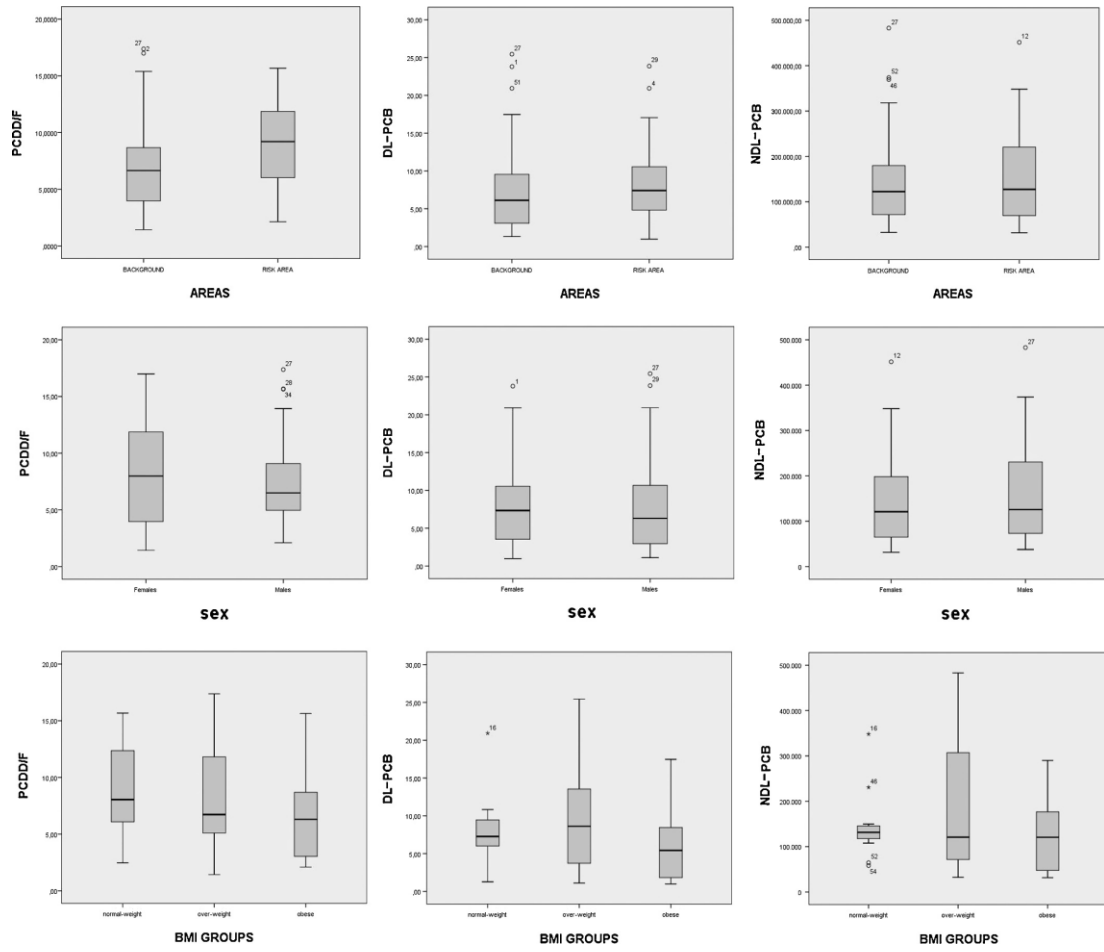 20,0000
15,0000
10,0000
5,0000
,0000
PCDD/F
27
2
BACKGROUND RISK AREA
AREAS
30,00
25,00
20,00
15,00
10,00
5,00
,00
DL-PCB
27
1
51
29
4
BACKGROUND RISK AREA
AREAS
500.000,00
400.000,00
300.000,00
200.000,00
100.000,00
,00
NDL-PCB
27
52
46
12
BACKGROUND RISK AREA
AREAS
20,00
15,00
10,00
5,00
,00
PCDD/F
27
28
34
Females Males
sex
30,00
25,00
20,00
15,00
10,00
5,00
,00
DL-PCB
1
27
29
Females Males
sex
500.000
400.000
300.000
200.000
100.000
0
NDL-PCB
12
27
Females Males
sex
20,00
15,00
10,00
5,00
,00
PCDD/F
normal-weight over-weight obese
BMI GROUPS
30,00
25,00
20,00
15,00
10,00
5,00
,00
DL-PCB
16
normal-weight over-weight obese
BMI GROUPS
500.000
400.000
300.000
200.000
100.000
0
NDL-PCB
16
46
52
54
normal-weight over-weight obese
BMI GROUPS